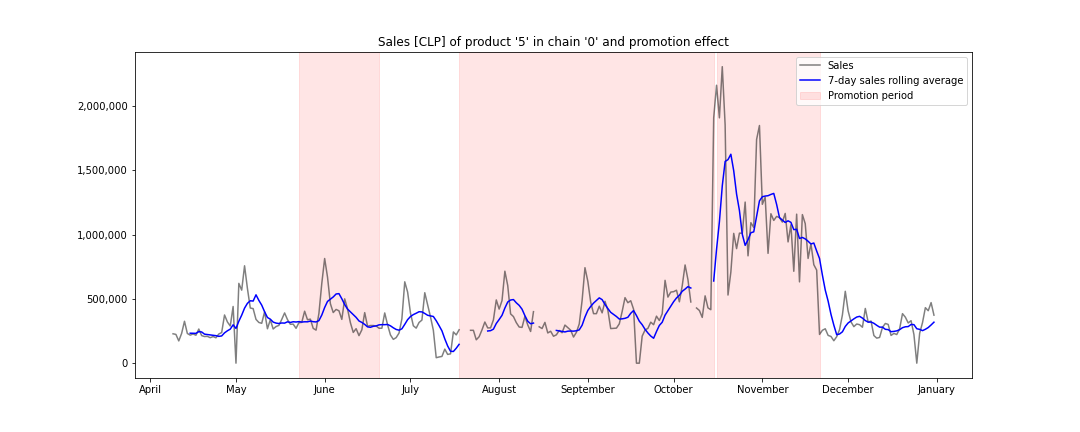 Sales [CLP] of product '5' in chain '0' and promotion effect
Sales
7-day sales rolling average
Promotion period
2,000,000
1,500,000
1,000,000
500,000
0
April May June July August September October November December January